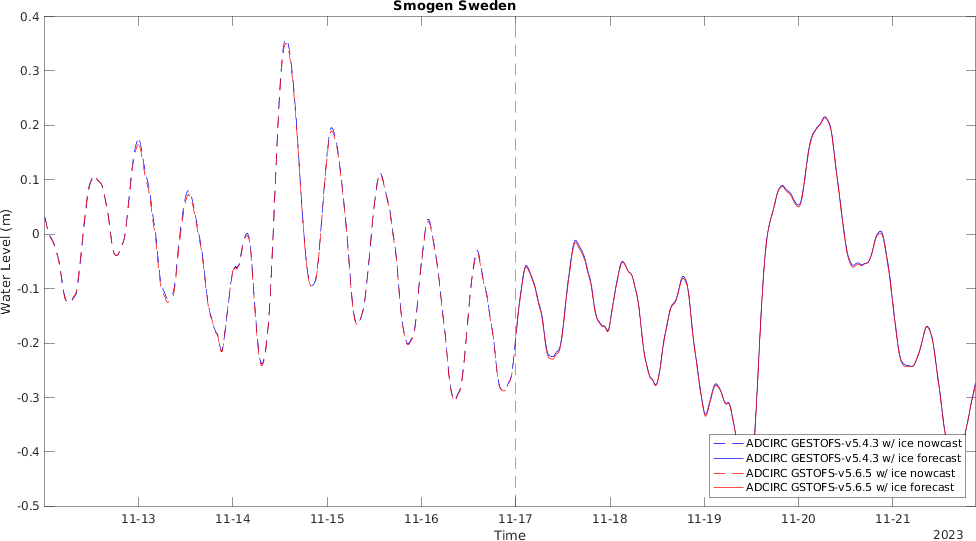 Smogen Sweden
0.4
0.3
0.2
0.1
0
-0.1
-0.2
-0.3
-0.4
-0.5
Water Level (m)
ADCIRC GESTOFS-v5.4.3 w/ ice nowcast
ADCIRC GESTOFS-v5.4.3 w/ ice forecast
ADCIRC GSTOFS-v5.6.5 w/ ice nowcast
ADCIRC GSTOFS-v5.6.5 w/ ice forecast
11-13 11-14 11-15 11-16 11-17 11-18 11-19 11-20 11-21
Time
2023